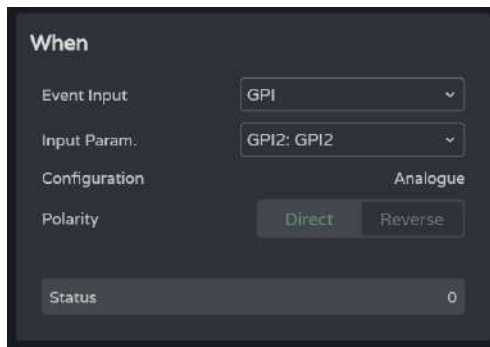 When
Event Input GPI
Input Param. GPI2: GPI2
Configuration Analogue
Polarity Direct Reverse
Status 0